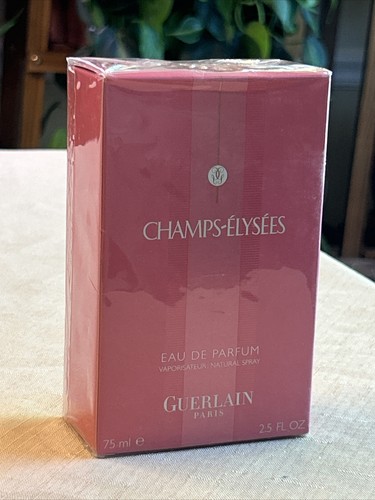 CHAMPS-ÉLYSÉES
EAU DE PARFUM
VAPORISATEUR/NATURAL SPRAY
GUERLAIN
PARIS
75 ml e 2.5 FL OZ